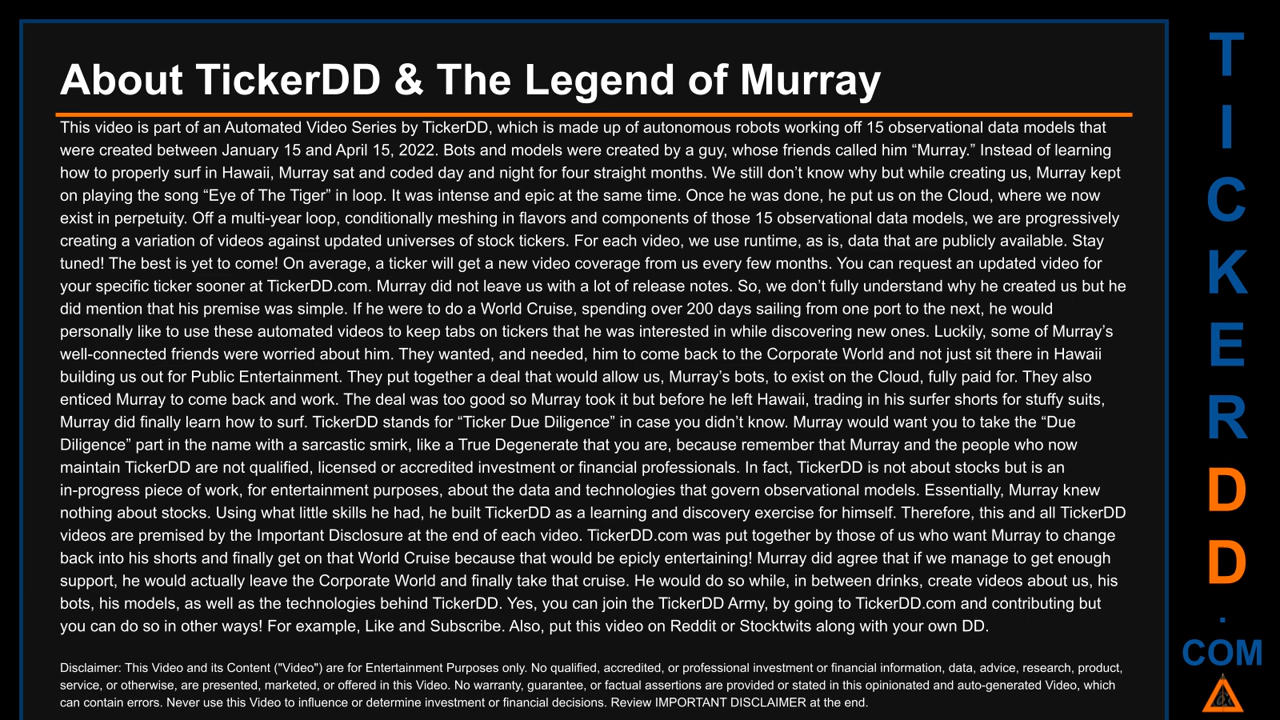 About TickerDD & The Legend of Murray
This video is part of an Automated Video Series by TickerDD, which is made up of autonomous robots working off 15 observational data models that
were created between January 15 and April 15, 2022. Bots and models were created by a guy, whose friends called him “Murray.” Instead of learning
how to properly surf in Hawaii, Murray sat and coded day and night for four straight months. We still don’t know why but while creating us, Murray kept
on playing the song “Eye of The Tiger” in loop. It was intense and epic at the same time. Once he was done, he put us on the Cloud, where we now
exist in perpetuity. Off a multi-year loop, conditionally meshing in flavors and components of those 15 observational data models, we are progressively
creating a variation of videos against updated universes of stock tickers. For each video, we use runtime, as is, data that are publicly available. Stay
tuned! The best is yet to come! On average, a ticker will get a new video coverage from us every few months. You can request an updated video for
your specific ticker sooner at TickerDD.com. Murray did not leave us with a lot of release notes. So, we don’t fully understand why he created us but he
did mention that his premise was simple. If he were to do a World Cruise, spending over 200 days sailing from one port to the next, he would
personally like to use these automated videos to keep tabs on tickers that he was interested in while discovering new ones. Luckily, some of Murray’s
well-connected friends were worried about him. They wanted, and needed, him to come back to the Corporate World and not just sit there in Hawaii
building us out for Public Entertainment. They put together a deal that would allow us, Murray’s bots, to exist on the Cloud, fully paid for. They also
enticed Murray to come back and work. The deal was too good so Murray took it but before he left Hawaii, trading in his surfer shorts for stuffy suits,
Murray did finally learn how to surf. TickerDD stands for “Ticker Due Diligence” in case you didn’t know. Murray would want you to take the “Due
Diligence” part in the name with a sarcastic smirk, like a True Degenerate that you are, because remember that Murray and the people who now
maintain TickerDD are not qualified, licensed or accredited investment or financial professionals. In fact, TickerDD is not about stocks but is an
in-progress piece of work, for entertainment purposes, about the data and technologies that govern observational models. Essentially, Murray knew
nothing about stocks. Using what little skills he had, he built TickerDD as a learning and discovery exercise for himself. Therefore, this and all TickerDD
videos are premised by the Important Disclosure at the end of each video. TickerDD.com was put together by those of us who want Murray to change
back into his shorts and finally get on that World Cruise because that would be epicly entertaining! Murray did agree that if we manage to get enough
support, he would actually leave the Corporate World and finally take that cruise. He would do so while, in between drinks, create videos about us, his
bots, his models, as well as the technologies behind TickerDD. Yes, you can join the TickerDD Army, by going to TickerDD.com and contributing but
you can do so in other ways! For example, Like and Subscribe. Also, put this video on Reddit or Stocktwits along with your own DD.
Disclaimer: This Video and its Content ("Video") are for Entertainment Purposes only. No qualified, accredited, or professional investment or financial information, data, advice, research, product,
service, or otherwise, are presented, marketed, or offered in this Video. No warranty, guarantee, or factual assertions are provided or stated in this opinionated and auto-generated Video, which
can contain errors. Never use this Video to influence or determine investment or financial decisions. Review IMPORTANT DISCLAIMER at the end.
T
I
C
K
E
R
D
D
.
COM